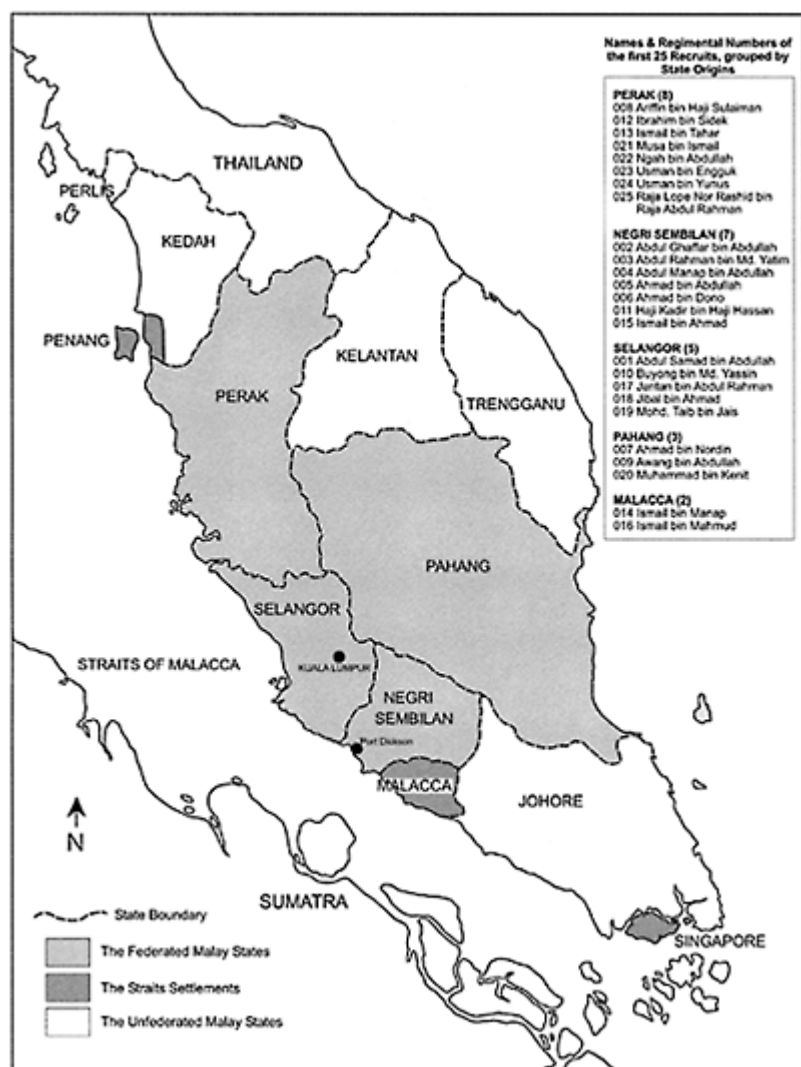 Names & Regimental Numbers of
the first 25 Recruits, grouped by
State Origins
PERAK (8)
008 Ariffin bin Haji Sulaiman
012 Ibrahim bin Sidek
013 Ismail bin Tahar
021 Musa bin Ismail
022 Ngah bin Abdullah
023 Usman bin Engguk
024 Usman bin Yunus
025 Raja Lope Nor Rashid bin
Raja Abdul Rahman
NEGRI SEMBILAN (7)
002 Abdul Ghaffar bin Abdullah
003 Abdul Rahman bin Md. Yatim
004 Abdul Manap bin Abdullah
005 Ahmad bin Abdullah
006 Ahmad bin Dono
011 Haji Kadir bin Haji Hassan
015 Ismail bin Ahmad
SELANGOR (5)
001 Abdul Samad bin Abdullah
010 Buyong bin Md. Yassin
017 Jantan bin Abdul Rahman
018 Jibal bin Ahmad
019 Mohd. Taib bin Jais
PAHANG (3)
007 Ahmad bin Nordin
009 Awang bin Abdullah
020 Muhammad bin Kenit
MALACCA (2)
014 Ismail bin Manap
016 Ismail bin Mahmud
THAILAND
PERLIS
KEDAH
PENANG
KELANTAN
PERAK
TRENGGANU
PAHANG
SELANGOR
STRAITS OF MALACCA
KUALA LUMPUR
NEGRI
SEMBILAN
Port Dickson
MALACCA
JOHORE
N
SUMATRA
SINGAPORE
State Boundary
The Federated Malay States
The Straits Settlements
The Unfederated Malay States